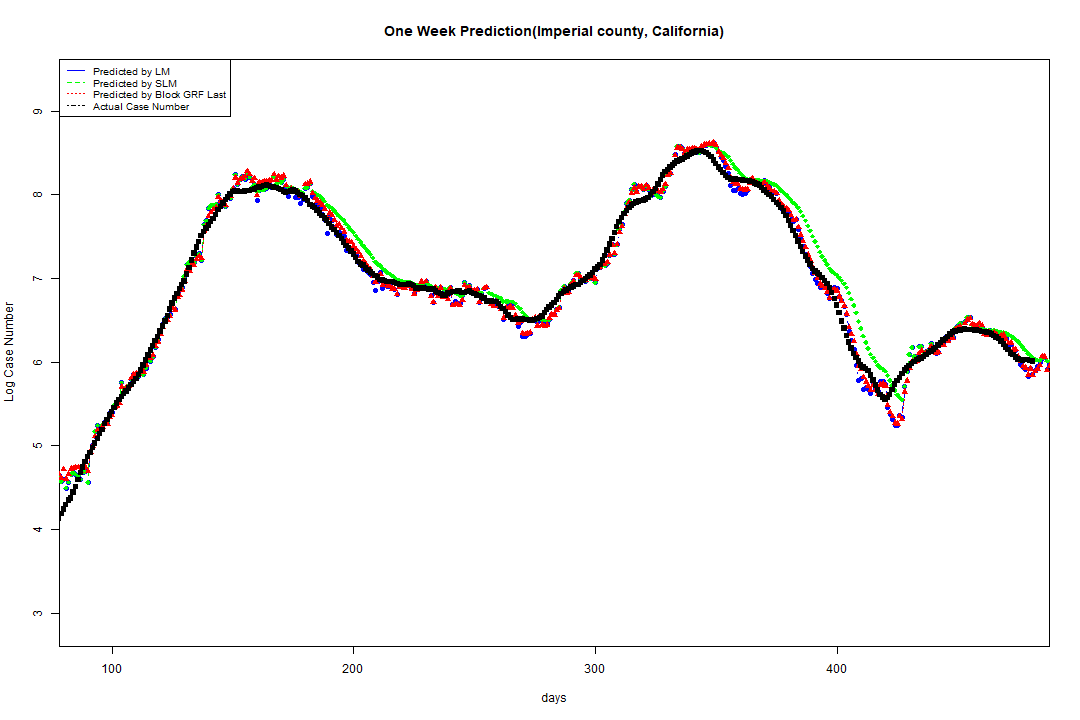 One Week Prediction(Imperial county, California)
Predicted by LM
Predicted by SLM
Predicted by Block GRF Last
Actual Case Number
9
8
7
6
5
4
3
Log Case Number
100 200 300 400
days